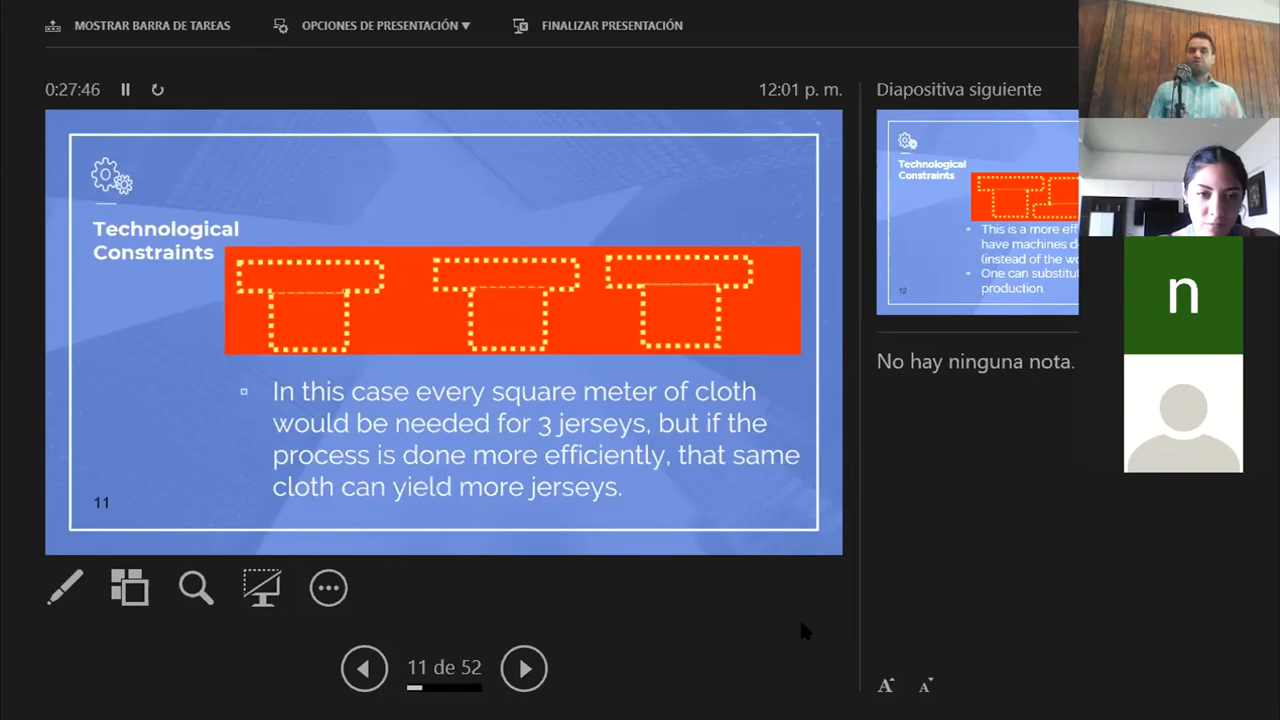 MOSTRAR BARRA DE TAREAS
OPCIONES DE PRESENTACIÓN ▼
FINALIZAR PRESENTACIÓN
0:27:46
12:01 p. m.
Technological
Constraints
In this case every square meter of cloth
would be needed for 3 jerseys, but if the
process is done more efficiently, that same
cloth can yield more jerseys.
11
11 de 52
Diapositiva siguiente
Technological
Constraints
This is a more eff
have machines d
(instead of the wo
One can substitut
production.
12
No hay ninguna nota.
A
A
n